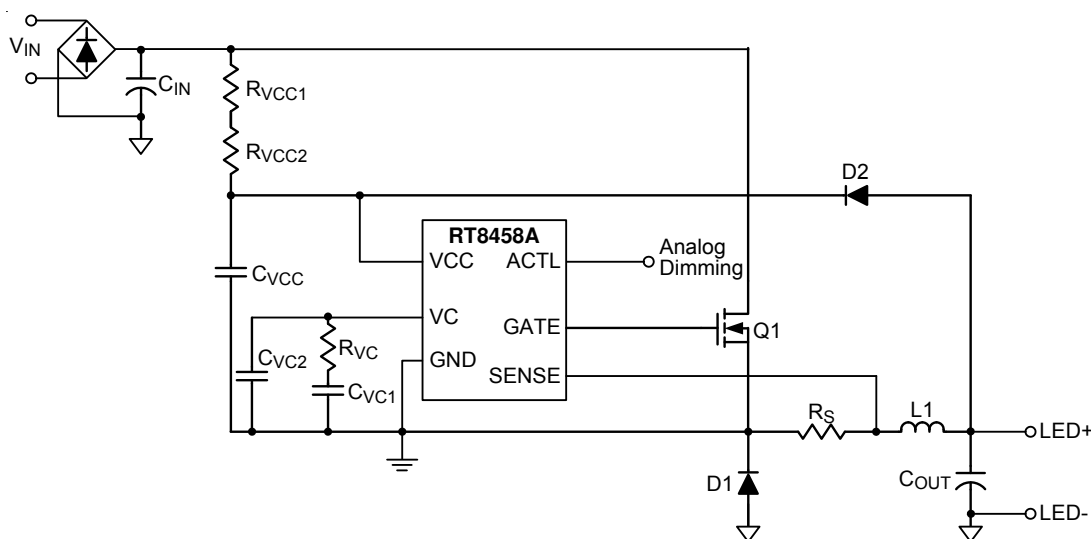 VIN
CIN
RVCC1
RVCC2
D2
RT8458A
VCC
ACTL
Analog
Dimming
CVCC
VC
GATE
Q1
RVC
GND
CVC2
SENSE
CVC1
RS
L1
LED+
D1
COUT
LED-